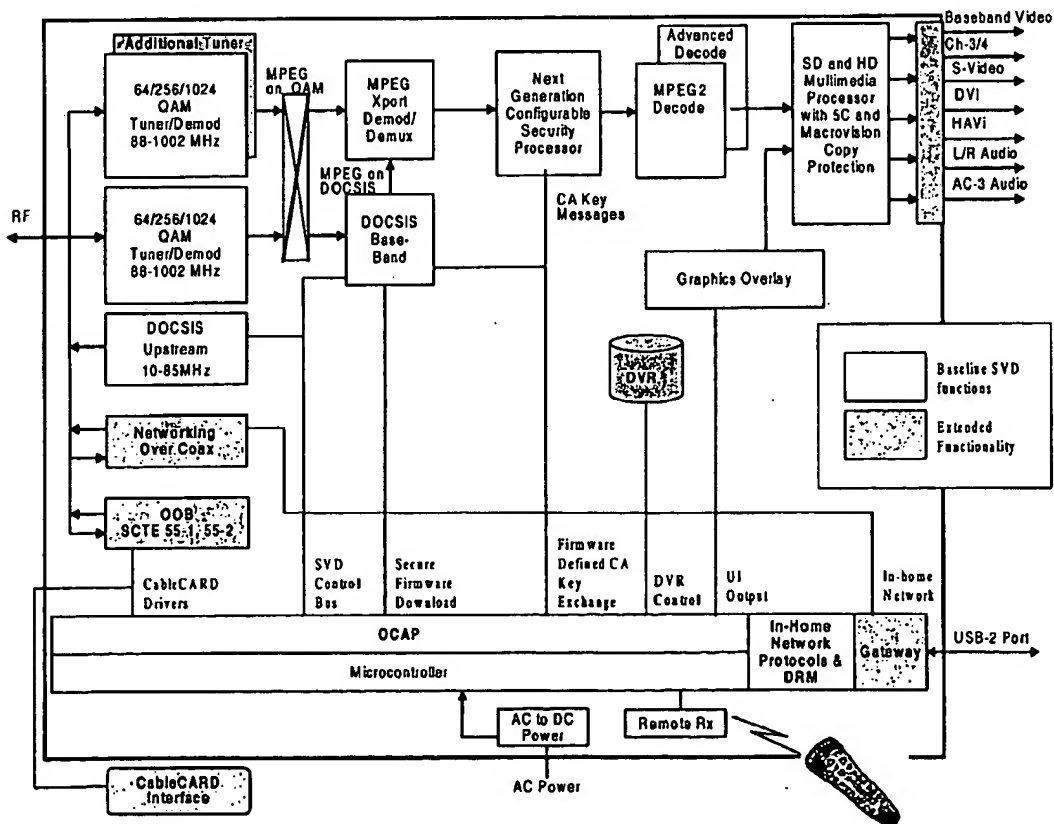 Additional Tuner
64/256/1024
QAM
Tuner/Demod
88-1002 MHz
MPEG
on QAM
MPEG
Xport
Demod/
Demux
Next
Generation
Configurable
Security
Processor
Advanced
Decode
MPEG2
Decode
SD and HD
Multimedia
Processor
with 5C and
Macrovision
Copy
Protection
Baseband Video
Ch-3/4
S-Video
DVI
HAVi
L/R Audio
AC-3 Audio
RF
64/256/1024
QAM
Tuner/Demod
88-1002 MHz
MPEG on
DOCSIS
DOCSIS
Base-
Band
CA Key
Messages
Graphics Overlay
DOCSIS
Upstream
10-85MHz
DVR
Baseline SVD
functions
Extended
Functionality
Networking
Over Coax
OOB
SCTE 55-1, 55-2
CableCARD
Drivers
SVD
Control
Bus
Secure
Firmware
Download
Firmware
Defined CA
Key
Exchange
DVR
Control
UI
Output
In-home
Network
OCAP
Microcontroller
In-Home
Network
Protocols &
DRM
Gateway
USB-2 Port
AC to DC
Power
Remote Rx
AC Power
CableCARD
Interface